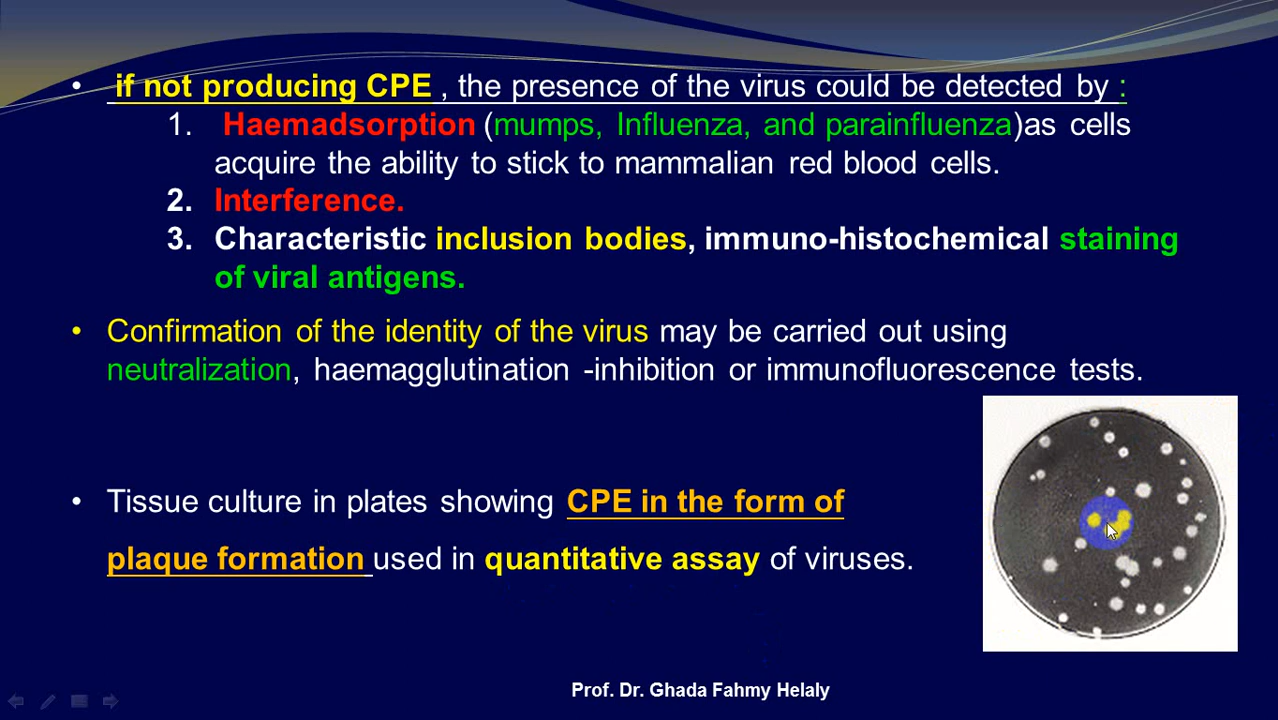 • if not producing CPE , the presence of the virus could be detected by :
1. Haemadsorption (mumps, Influenza, and parainfluenza)as cells
acquire the ability to stick to mammalian red blood cells.
2. Interference.
3. Characteristic inclusion bodies, immuno-histochemical staining
of viral antigens.
• Confirmation of the identity of the virus may be carried out using
neutralization, haemagglutination -inhibition or immunofluorescence tests.
• Tissue culture in plates showing CPE in the form of
plaque formation used in quantitative assay of viruses.
Prof. Dr. Ghada Fahmy Helaly